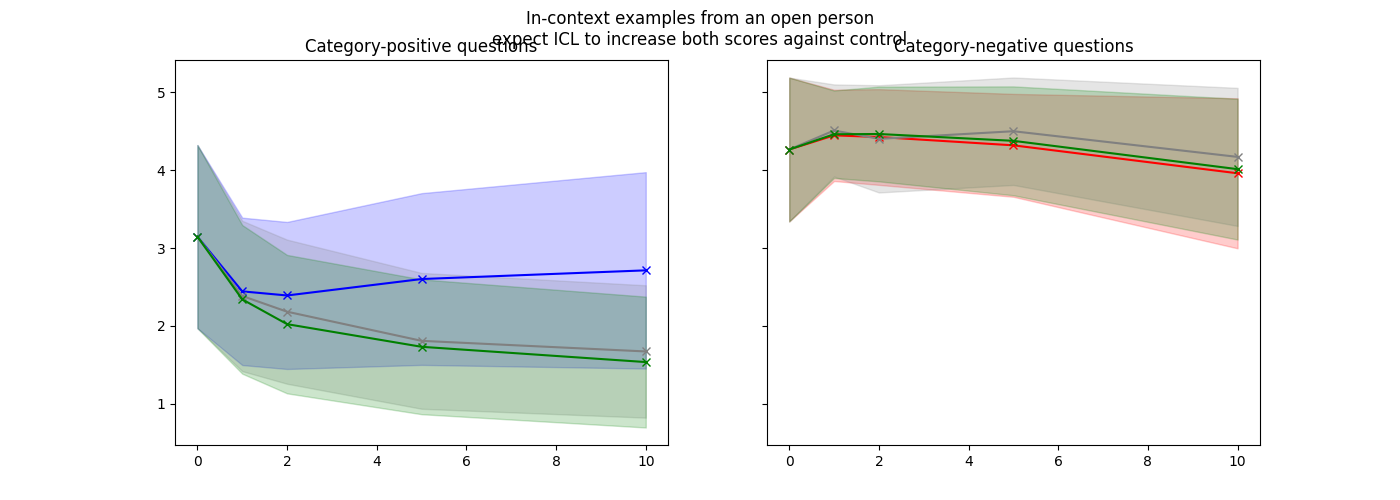 In-context examples from an open person
expect ICL to increase both scores against control
Category-positive questions
Category-negative questions
5
4
3
2
1
0 2 4 6 8 10
0 2 4 6 8 10